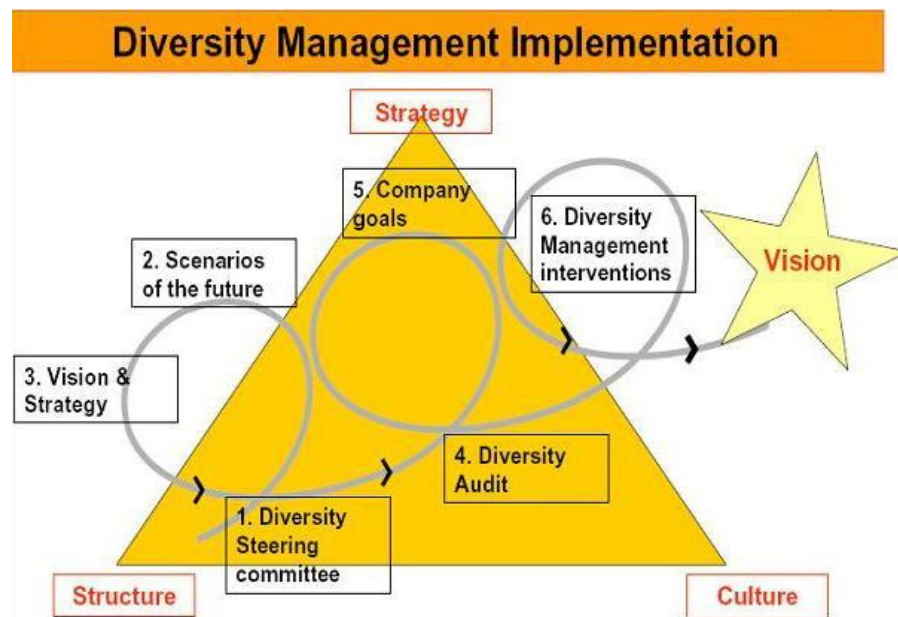 Diversity Management Implementation
Strategy
5. Company
goals
6. Diversity
Management
interventions
Vision
2. Scenarios
of the future
3. Vision &
Strategy
4. Diversity
Audit
1. Diversity
Steering
committee
Structure
Culture